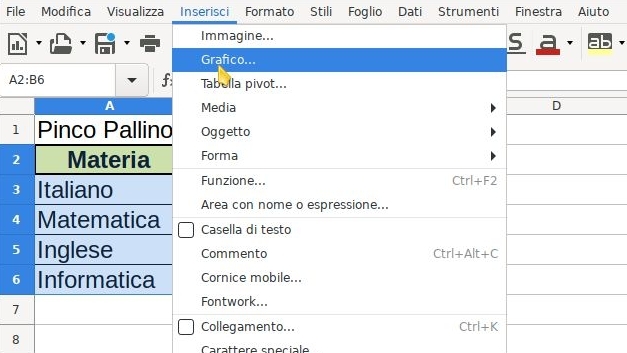 File Modifica Visualizza Inserisci Formato Stili Foglio Dati Strumenti Finestra Aiuto
Immagine...
Grafico...
A2:B6
Tabella pivot...
A D
Media
1 Pinco Pallino
Oggetto
2 Materia
Forma
3 Italiano
Funzione... Ctrl+F2
Area con nome o espressione...
4 Matematica
Casella di testo
5 Inglese
Commento Ctrl+Alt+C
6 Informatica
Cornice mobile...
Fontwork...
7
Collegamento... Ctrl+K
8
Carattere speciale